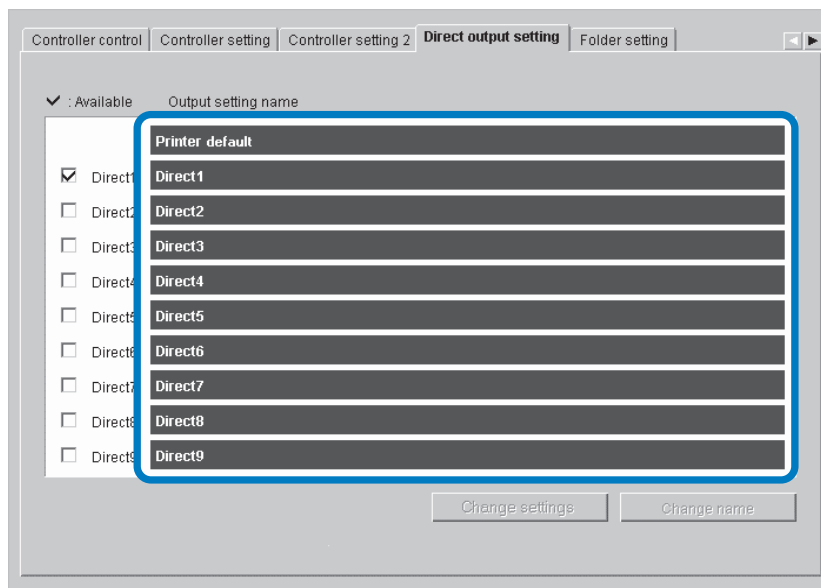 Controller control Controller setting Controller setting 2 Direct output setting Folder setting
: Available Output setting name
Printer default
Direct1 Direct1
Direct2 Direct2
Direct3 Direct3
Direct4 Direct4
Direct5 Direct5
Direct6 Direct6
Direct7 Direct7
Direct8 Direct8
Direct9 Direct9
Change settings Change name